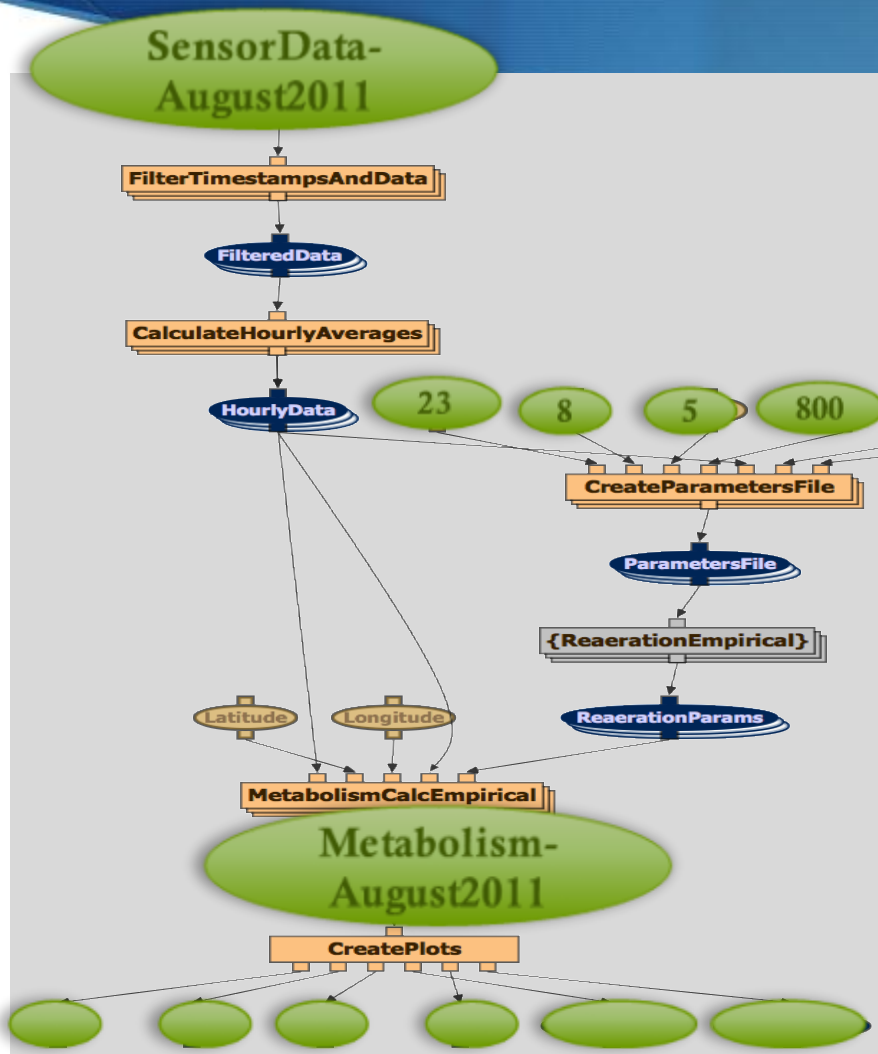 SensorData-
August2011
FilterTimestampsAndData
FilteredData
CalculateHourlyAverages
HourlyData
23
8
5
800
CreateParametersFile
ParametersFile
{ReaerationEmpirical}
Latitude
Longitude
ReaerationParams
MetabolismCalcEmpirical
Metabolism-
August2011
CreatePlots